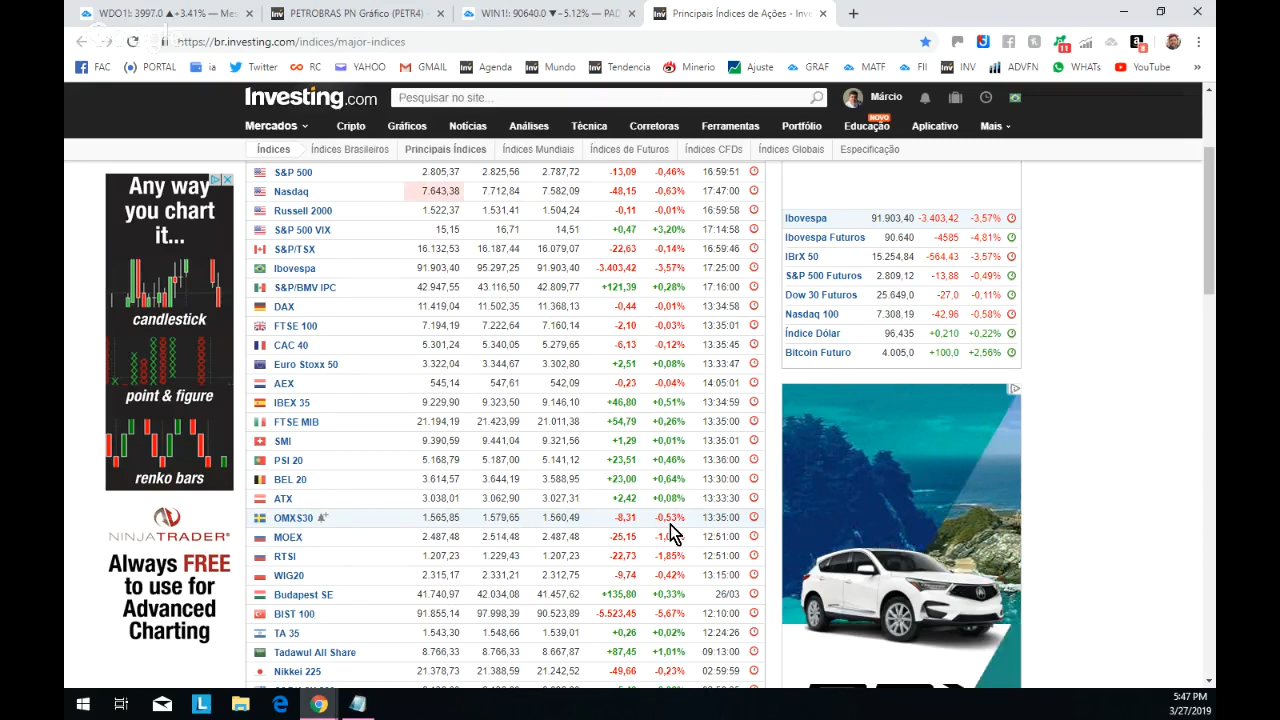 WDO1S 3997.0 ▲+3.41% — Me
PETROBRAS PN Gráfico (PETR4) -
WIN1S 90640.0 ▼−5.12% — PAD
Principais Índices de Ações - Inve
https://br.investing.com/indices/major-indices
11
8
FAC
PORTAL
ia
Twitter
RC
YAHOO
GMAIL
Agenda
Mundo
Tendencia
Minerio
Ajuste
GRAF
MATF
FII
INV
ADVFN
WHATs
YouTube
»
Investing.com
Pesquisar no site...
Márcio
Mercados
Cripto
Gráficos
Notícias
Análises
Técnica
Corretoras
Ferramentas
Portfólio
NOVO
Educação
Aplicativo
Mais
Índices
Índices Brasileiros
Principais Índices
Índices Mundiais
Índices de Futuros
Índices CFDs
Índices Globais
Especificação
S&P 500 2.805,37 2.825,56 2.787,72 -13,09 -0,46% 16:59:51
Nasdaq 7.643,38 7.712,84 7.582,09 -48,15 -0,63% 17:47:00
Russell 2000 1.522,37 1.531,41 1.504,24 -0,11 -0,01% 16:59:58
S&P 500 VIX 15,15 16,71 14,51 +0,47 +3,20% 17:14:58
S&P/TSX 16.132,53 16.187,44 16.079,07 -22,63 -0,14% 16:59:46
Ibovespa 91.903,40 95.297,25 91.903,40 -3.403,42 -3,57% 17:25:00
S&P/BMV IPC 42.947,55 43.116,50 42.809,77 +121,39 +0,28% 17:16:00
DAX 11.419,04 11.502,35 11.368,13 -0,44 -0,01% 13:34:58
FTSE 100 7.194,19 7.222,64 7.160,14 -2,10 -0,03% 13:35:00
CAC 40 5.301,24 5.340,05 5.279,65 -6,13 -0,12% 13:35:45
Euro Stoxx 50 3.322,04 3.344,67 3.302,80 +2,51 +0,08% 13:33:47
AEX 545,14 547,61 542,09 -0,23 -0,04% 14:05:01
IBEX 35 9.229,90 9.323,50 9.146,10 +46,80 +0,51% 13:34:59
FTSE MIB 21.194,19 21.423,99 21.011,38 +54,79 +0,26% 13:35:00
SMI 9.390,59 9.441,04 9.321,56 +1,29 +0,01% 13:35:01
PSI 20 5.168,79 5.187,00 5.141,12 +23,51 +0,46% 13:36:00
BEL 20 3.614,57 3.644,19 3.588,95 +23,00 +0,64% 13:30:00
ATX 3.038,01 3.062,90 3.027,31 +2,42 +0,08% 13:33:30
OMXS30 1.565,85 1.579,65 1.560,49 -8,31 -0,53% 13:35:00
MOEX 2.487,48 2.514,48 2.487,48 -25,15 12:51:00
RTSI 1.207,23 1.229,43 1.207,23 -22,73 -1,85% 12:51:00
WIG20 2.315,17 2.331,21 2.312,75 -9,74 -0,42% 13:15:00
Budapest SE 41.740,97 42.034,08 41.457,65 +135,80 +0,33% 26/03
BIST 100 91.855,14 97.998,39 90.523,89 -5.523,45 -5,67% 12:10:00
TA 35 1.543,30 1.548,66 1.539,01 +0,26 +0,02% 12:24:26
Tadawul All Share 8.766,33 8.766,33 8.667,87 +87,45 +1,01% 09:13:00
Nikkei 225 21.378,73 21.388,59 21.242,52 -49,66 -0,23% 02:59:59
Ibovespa 91.903,40 -3.403,42 -3,57%
Ibovespa Futuros 90.640 -4585 -4,81%
IBrX 50 15.254,84 -564,43 -3,57%
S&P 500 Futuros 2.809,12 -13,88 -0,49%
Dow 30 Futuros 25.649,0 -27,0 -0,11%
Nasdaq 100 7.308,19 -42,96 -0,58%
Índice Dólar 96,435 +0,210 +0,22%
Bitcoin Futuro 4.005,0 +100,0 +2,56%
Any way
you chart
it...
candlestick
point & figure
renko bars
NINJATRADER
Always FREE
to use for
Advanced
Charting
5:47 PM
3/27/2019